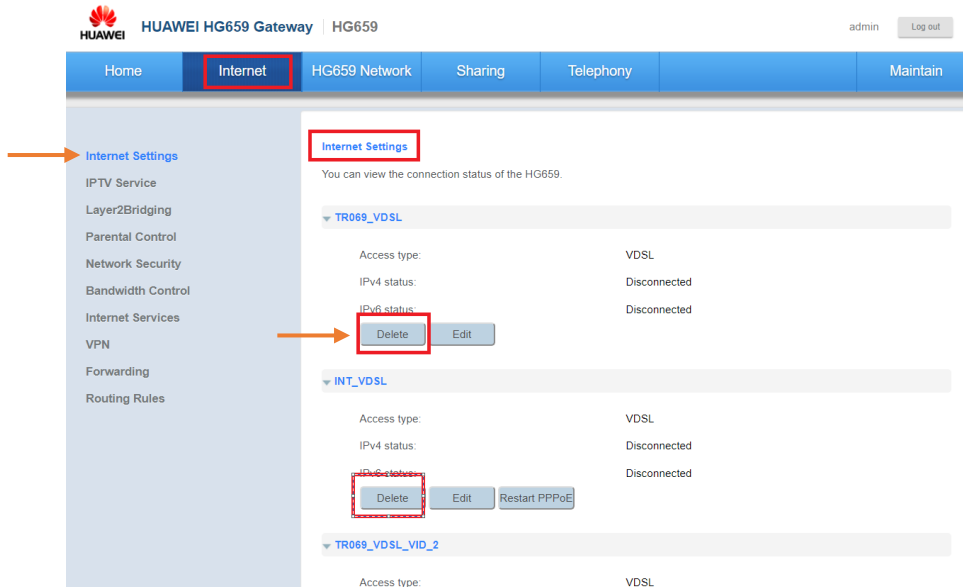 HUAWEI
HUAWEI HG659 Gateway HG659
admin Log out
Home Internet HG659 Network Sharing Telephony Maintain
Internet Settings
IPTV Service
Layer2Bridging
Parental Control
Network Security
Bandwidth Control
Internet Services
VPN
Forwarding
Routing Rules
Internet Settings
You can view the connection status of the HG659.
TR069_VDSL
Access type: VDSL
IPv4 status: Disconnected
IPv6 status: Disconnected
Delete Edit
INT_VDSL
Access type: VDSL
IPv4 status: Disconnected
IPv6 status: Disconnected
Delete Edit Restart PPPoE
TR069_VDSL_VID_2
Access type: VDSL